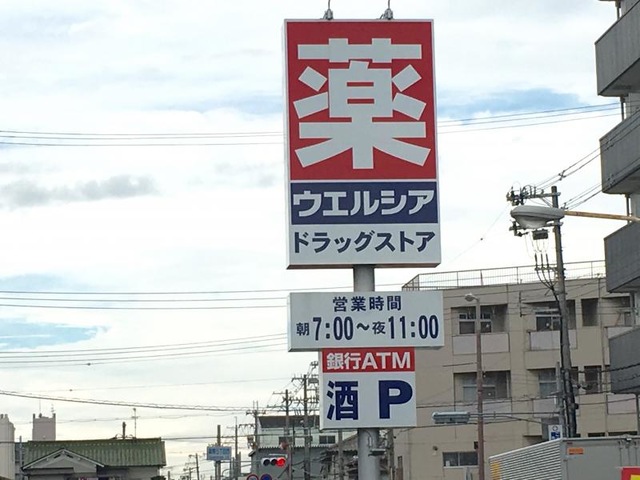 薬
ウエルシア
ドラッグストア
営業時間
朝7:00～夜11:00
銀行ATM
酒 P